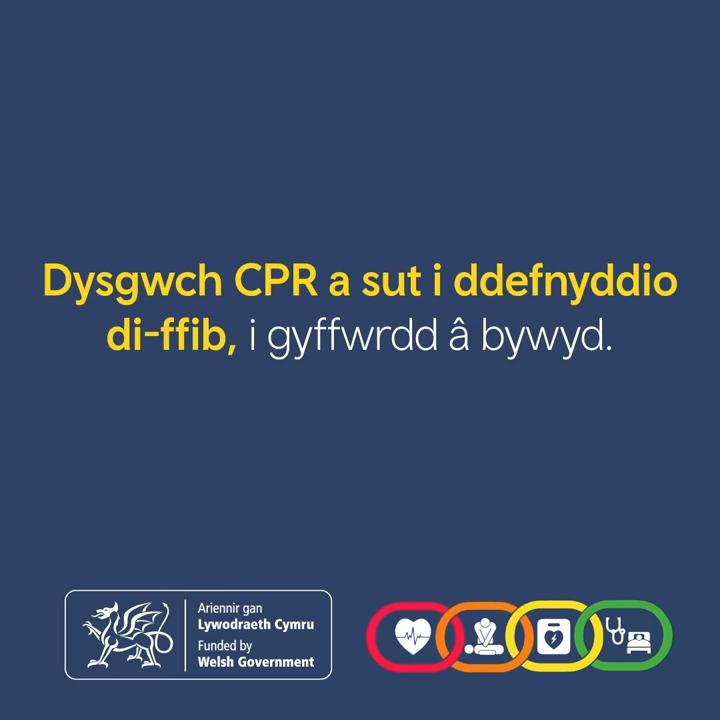 Dysgwch CPR a sut i ddefnyddio
di-ffib, i gyffwrdd â bywyd.
Ariennir gan
Lywodraeth Cymru
Funded by
Welsh Government